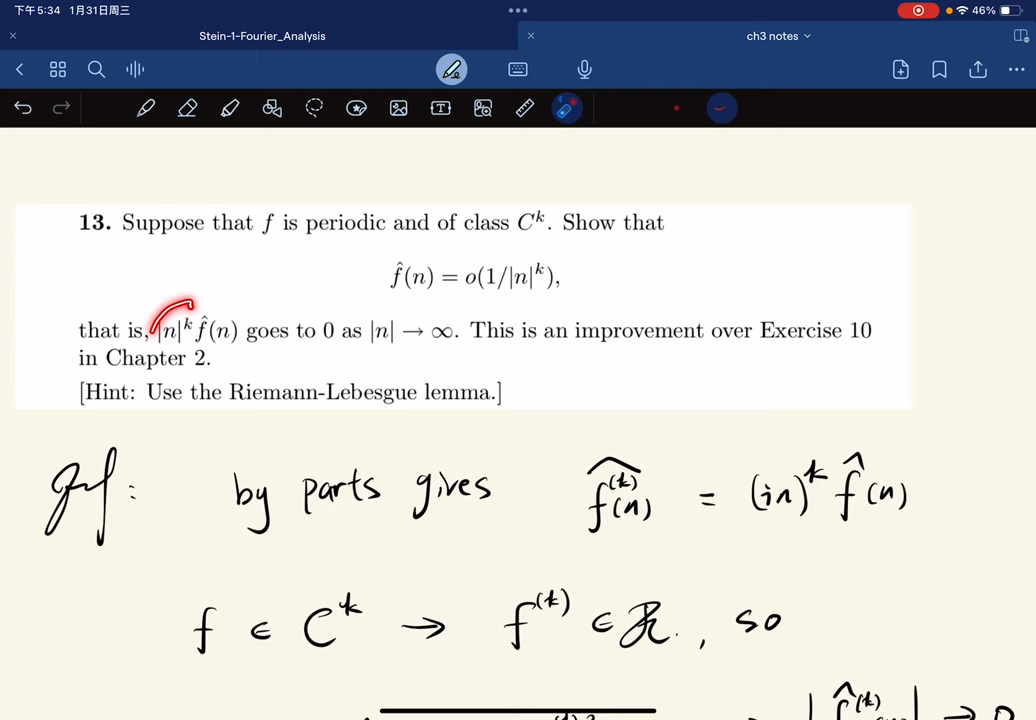 下午5:34 1月31日周三
46%
Stein-1-Fourier_Analysis
ch3 notes
13. Suppose that f is periodic and of class C^k. Show that
f̂(n) = o(1/|n|^k),
that is, |n|^k f̂(n) goes to 0 as |n| → ∞. This is an improvement over Exercise 10
in Chapter 2.
[Hint: Use the Riemann-Lebesgue lemma.]
by parts gives \widehat{f^{(k)}(n)} = (in)^k f̂(n)
f ∈ C^k → f^{(k)} ∈ R, so